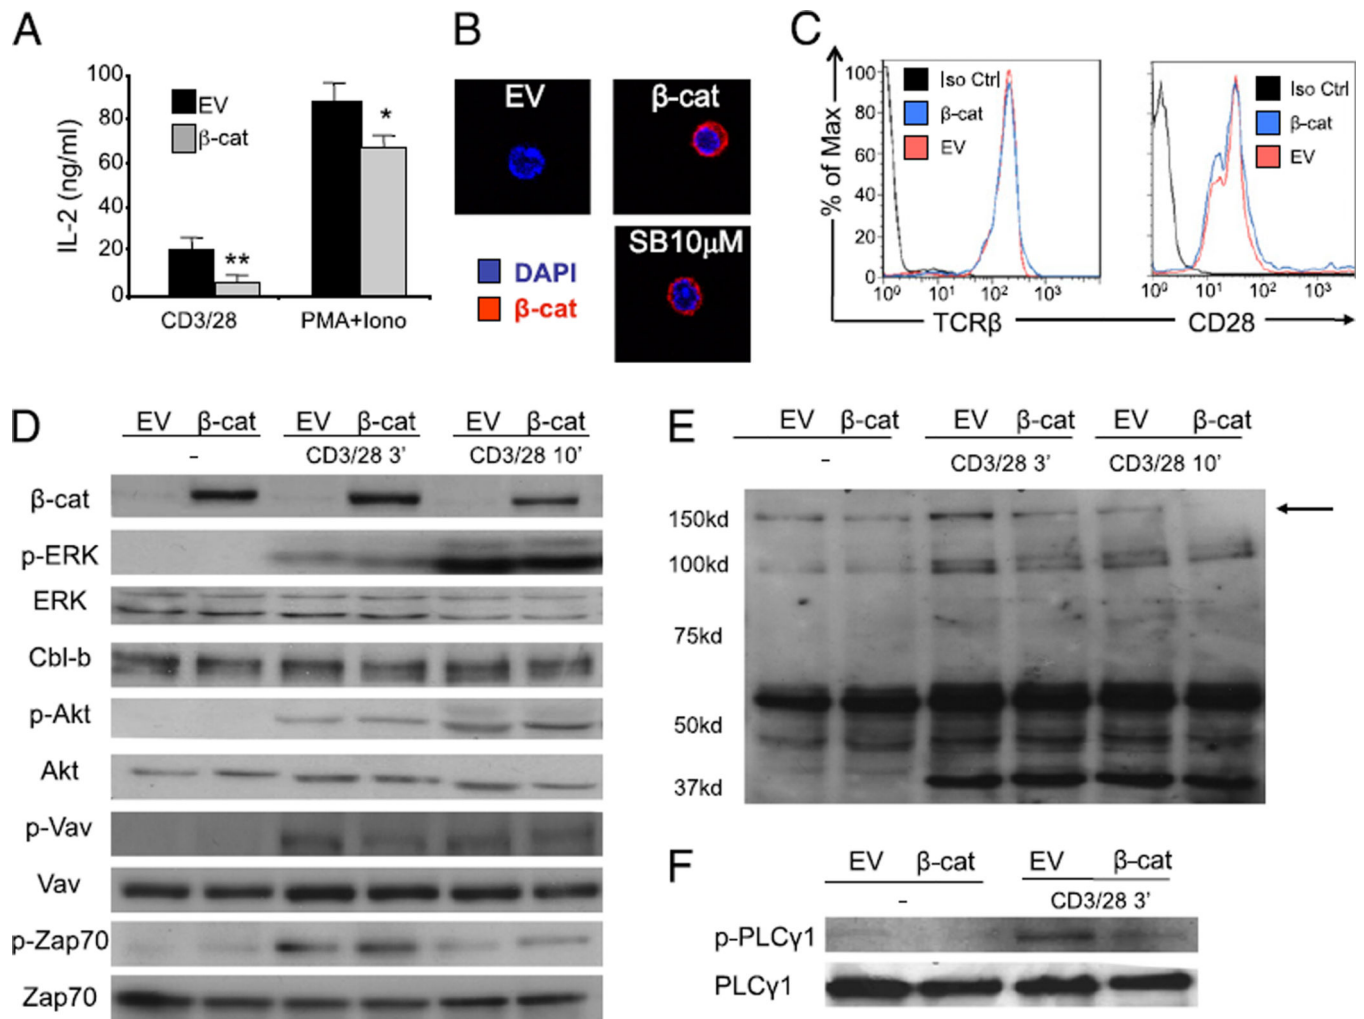 A
100
80
60
40
20
0
IL-2 (ng/ml)
EV
β-cat
**
*
CD3/28
PMA+Iono
B
EV
β-cat
SB10μM
DAPI
β-cat
C
% of Max
100
80
60
40
20
0
Iso Ctrl
β-cat
EV
10⁰ 10¹ 10² 10³
TCRβ
Iso Ctrl
β-cat
EV
10⁰ 10¹ 10² 10³
CD28
D
EV β-cat EV β-cat EV β-cat
- CD3/28 3' CD3/28 10'
β-cat
p-ERK
ERK
Cbl-b
p-Akt
Akt
p-Vav
Vav
p-Zap70
Zap70
E
EV β-cat EV β-cat EV β-cat
- CD3/28 3' CD3/28 10'
150kd
100kd
75kd
50kd
37kd
F
EV β-cat EV β-cat
- CD3/28 3'
p-PLCγ1
PLCγ1